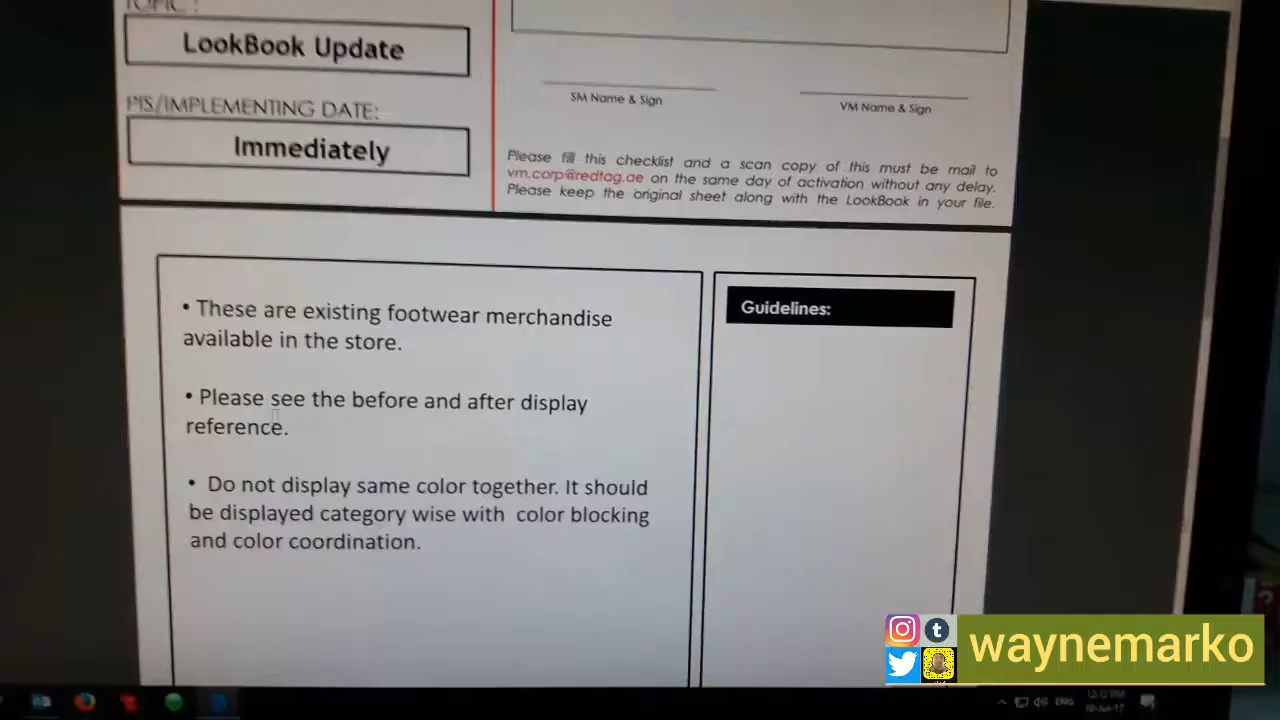 TOPIC :
LookBook Update
PIS/IMPLEMENTING DATE:
Immediately
SM Name & Sign
VM Name & Sign
Please fill this checklist and a scan copy of this must be mail to
vm.corp@redtag.ae on the same day of activation without any delay.
Please keep the original sheet along with the LookBook in your file.
• These are existing footwear merchandise
available in the store.
• Please see the before and after display
reference.
• Do not display same color together. It should
be displayed category wise with color blocking
and color coordination.
Guidelines:
waynemarko
ENG